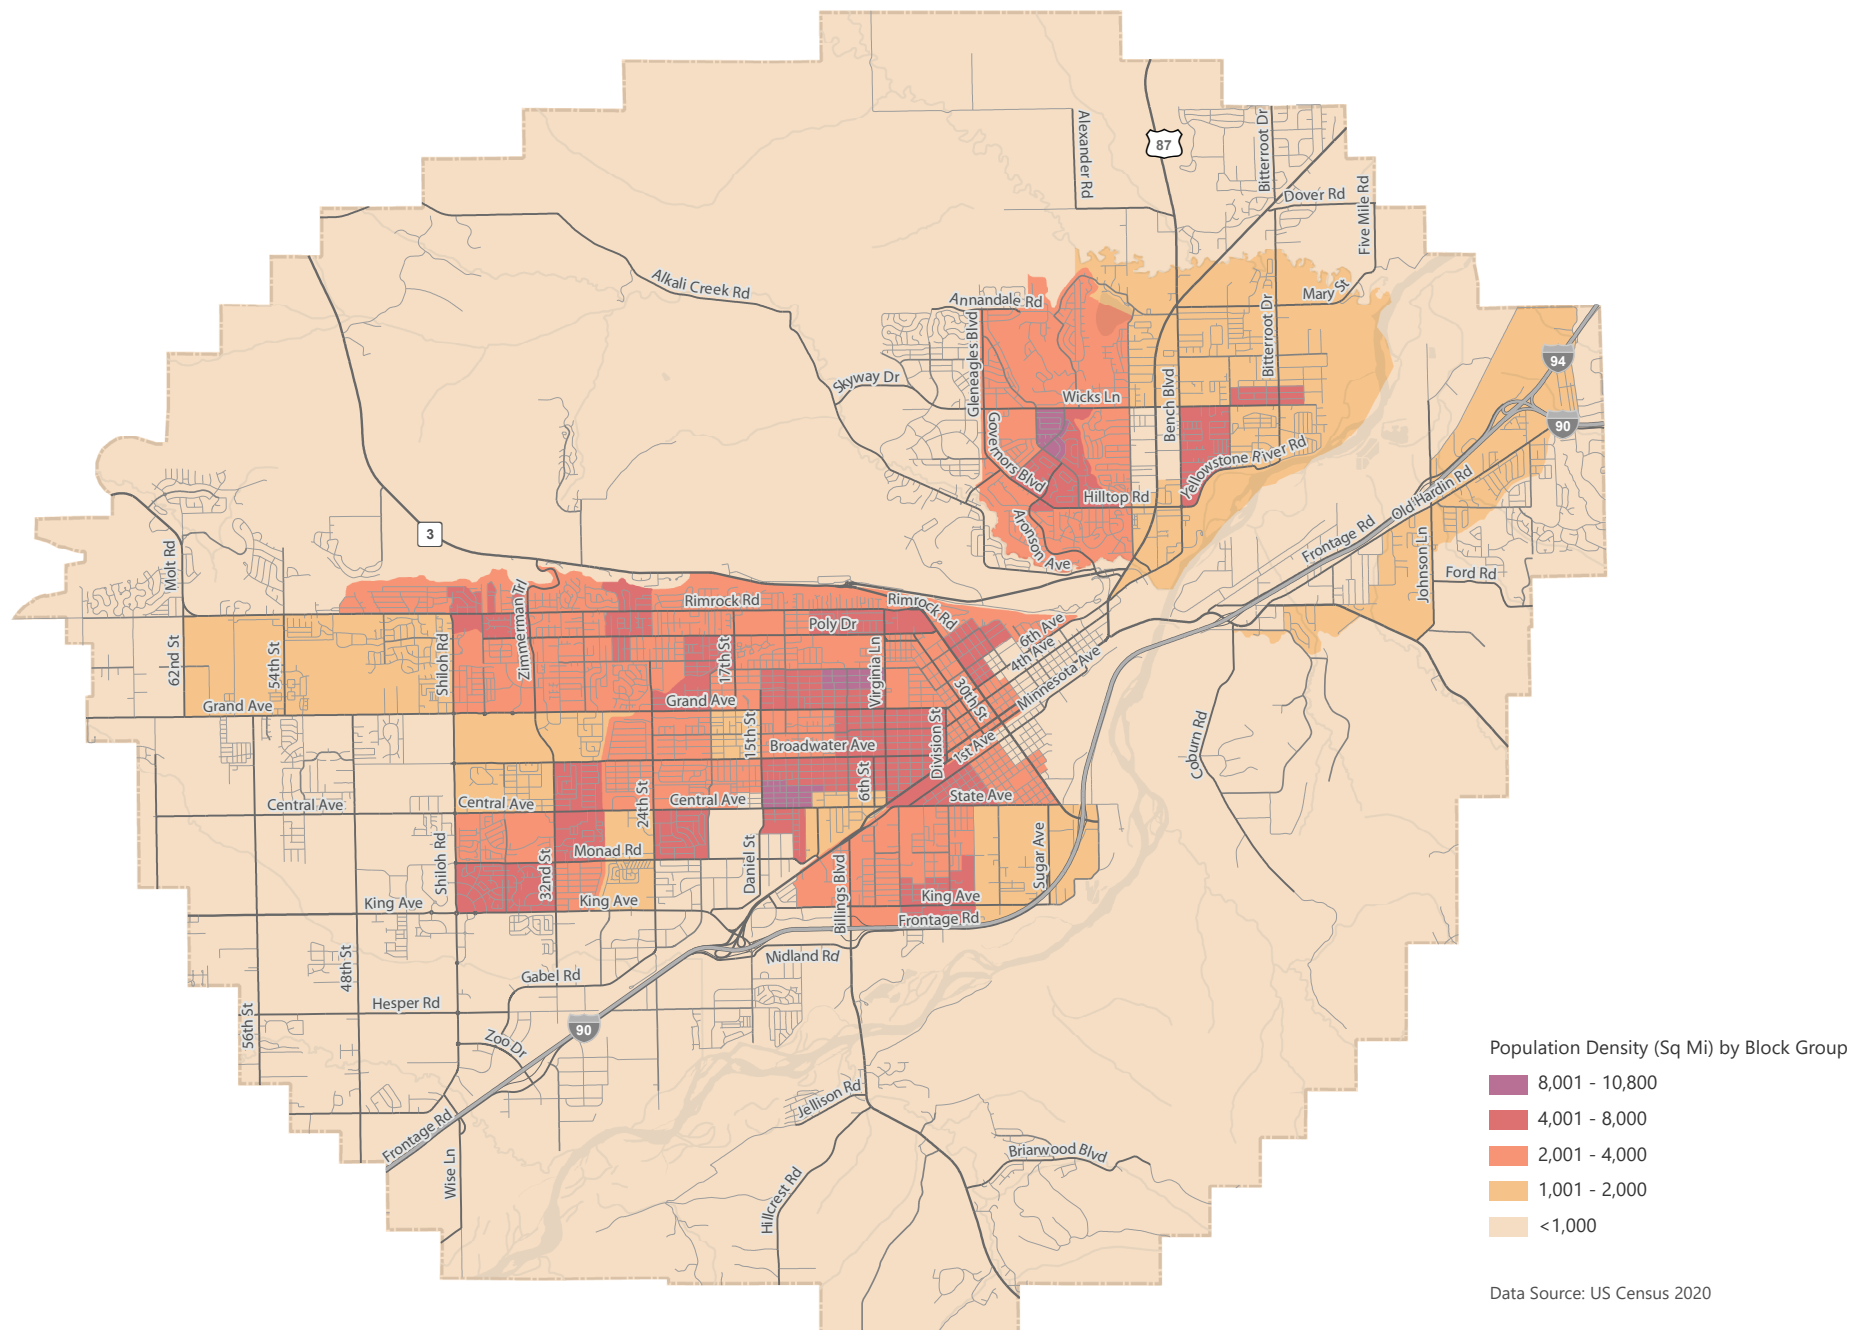 Alexander Rd
87
Bitterroot Dr
Dover Rd
Five Mile Rd
Alkali Creek Rd
Annandale Rd
Mary St
Bitterroot Dr
Gleneagles Blvd
Skyway Dr
94
Wicks Ln
Bench Blvd
90
Governors Blvd
Yellowstone River Rd
Hilltop Rd
Old Hardin Rd
Aronson Ave
Frontage Rd
3
Molt Rd
Johnson Ln
Ford Rd
Zimmerman Trl
Rimrock Rd
Rimrock Rd
Poly Dr
6th Ave
4th Ave
62nd St
54th St
Shiloh Rd
17th St
Virginia Ln
Minnesota Ave
Grand Ave
Grand Ave
30th St
15th St
Broadwater Ave
Division St
1st Ave
Coburn Rd
Central Ave
Central Ave
24th St
Central Ave
6th St
State Ave
Shiloh Rd
32nd St
Monad Rd
Daniel St
Billings Blvd
Sugar Ave
King Ave
King Ave
King Ave
Frontage Rd
48th St
Gabel Rd
Midland Rd
56th St
Hesper Rd
Zoo Dr
90
Frontage Rd
Jellison Rd
Wise Ln
Hillcrest Rd
Briarwood Blvd
Population Density (Sq Mi) by Block Group
8,001 - 10,800
4,001 - 8,000
2,001 - 4,000
1,001 - 2,000
<1,000
Data Source: US Census 2020